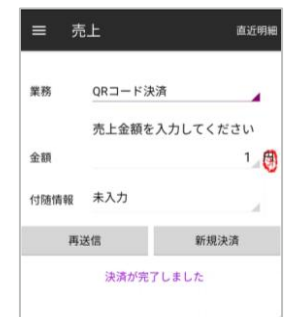 売上 直近明細
業務 QRコード決済
売上金額を入力してください
金額 1 円
付随情報 未入力
再送信 新規決済
決済が完了しました